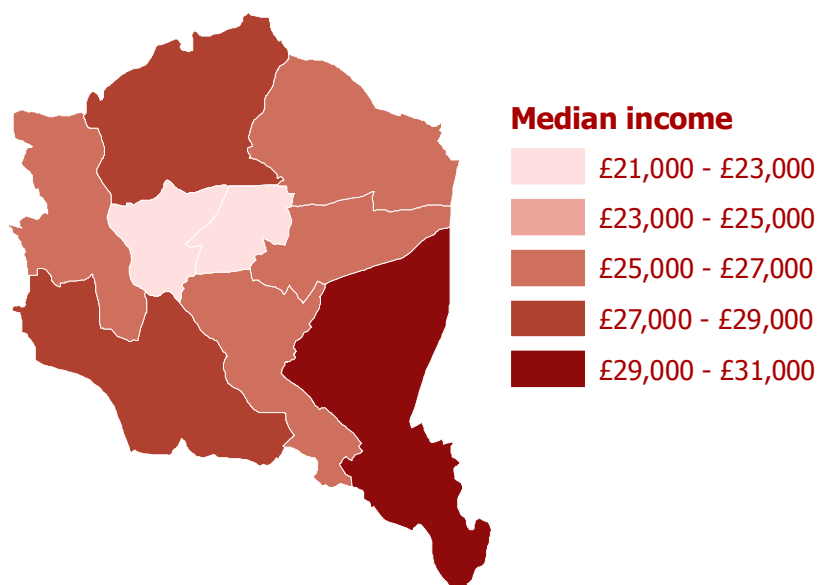 Median income
£21,000 - £23,000
£23,000 - £25,000
£25,000 - £27,000
£27,000 - £29,000
£29,000 - £31,000